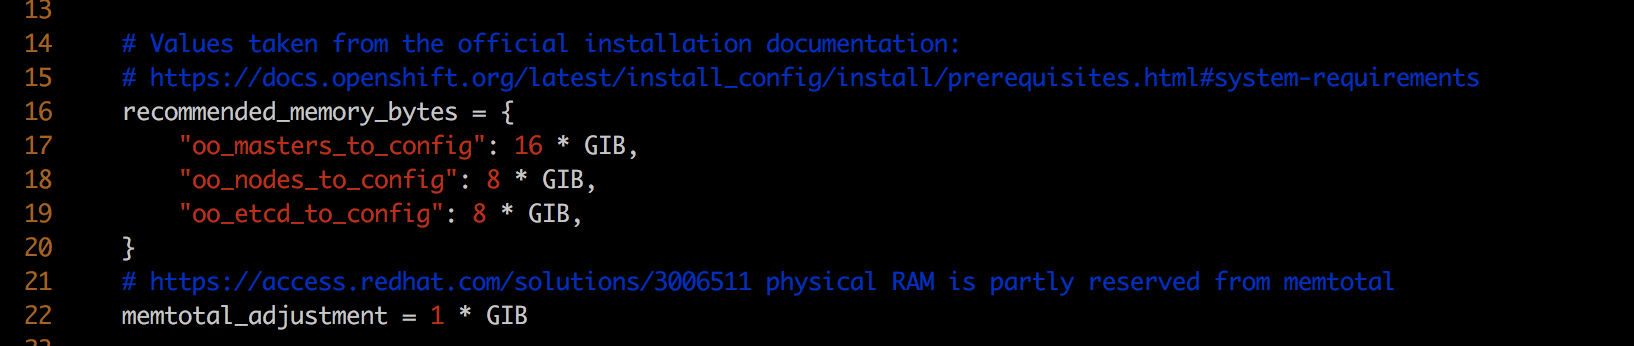 13
14 # Values taken from the official installation documentation:
15 # https://docs.openshift.org/latest/install_config/install/prerequisites.html#system-requirements
16 recommended_memory_bytes = {
17 "oo_masters_to_config": 16 * GIB,
18 "oo_nodes_to_config": 8 * GIB,
19 "oo_etcd_to_config": 8 * GIB,
20 }
21 # https://access.redhat.com/solutions/3006511 physical RAM is partly reserved from memtotal
22 memtotal_adjustment = 1 * GIB